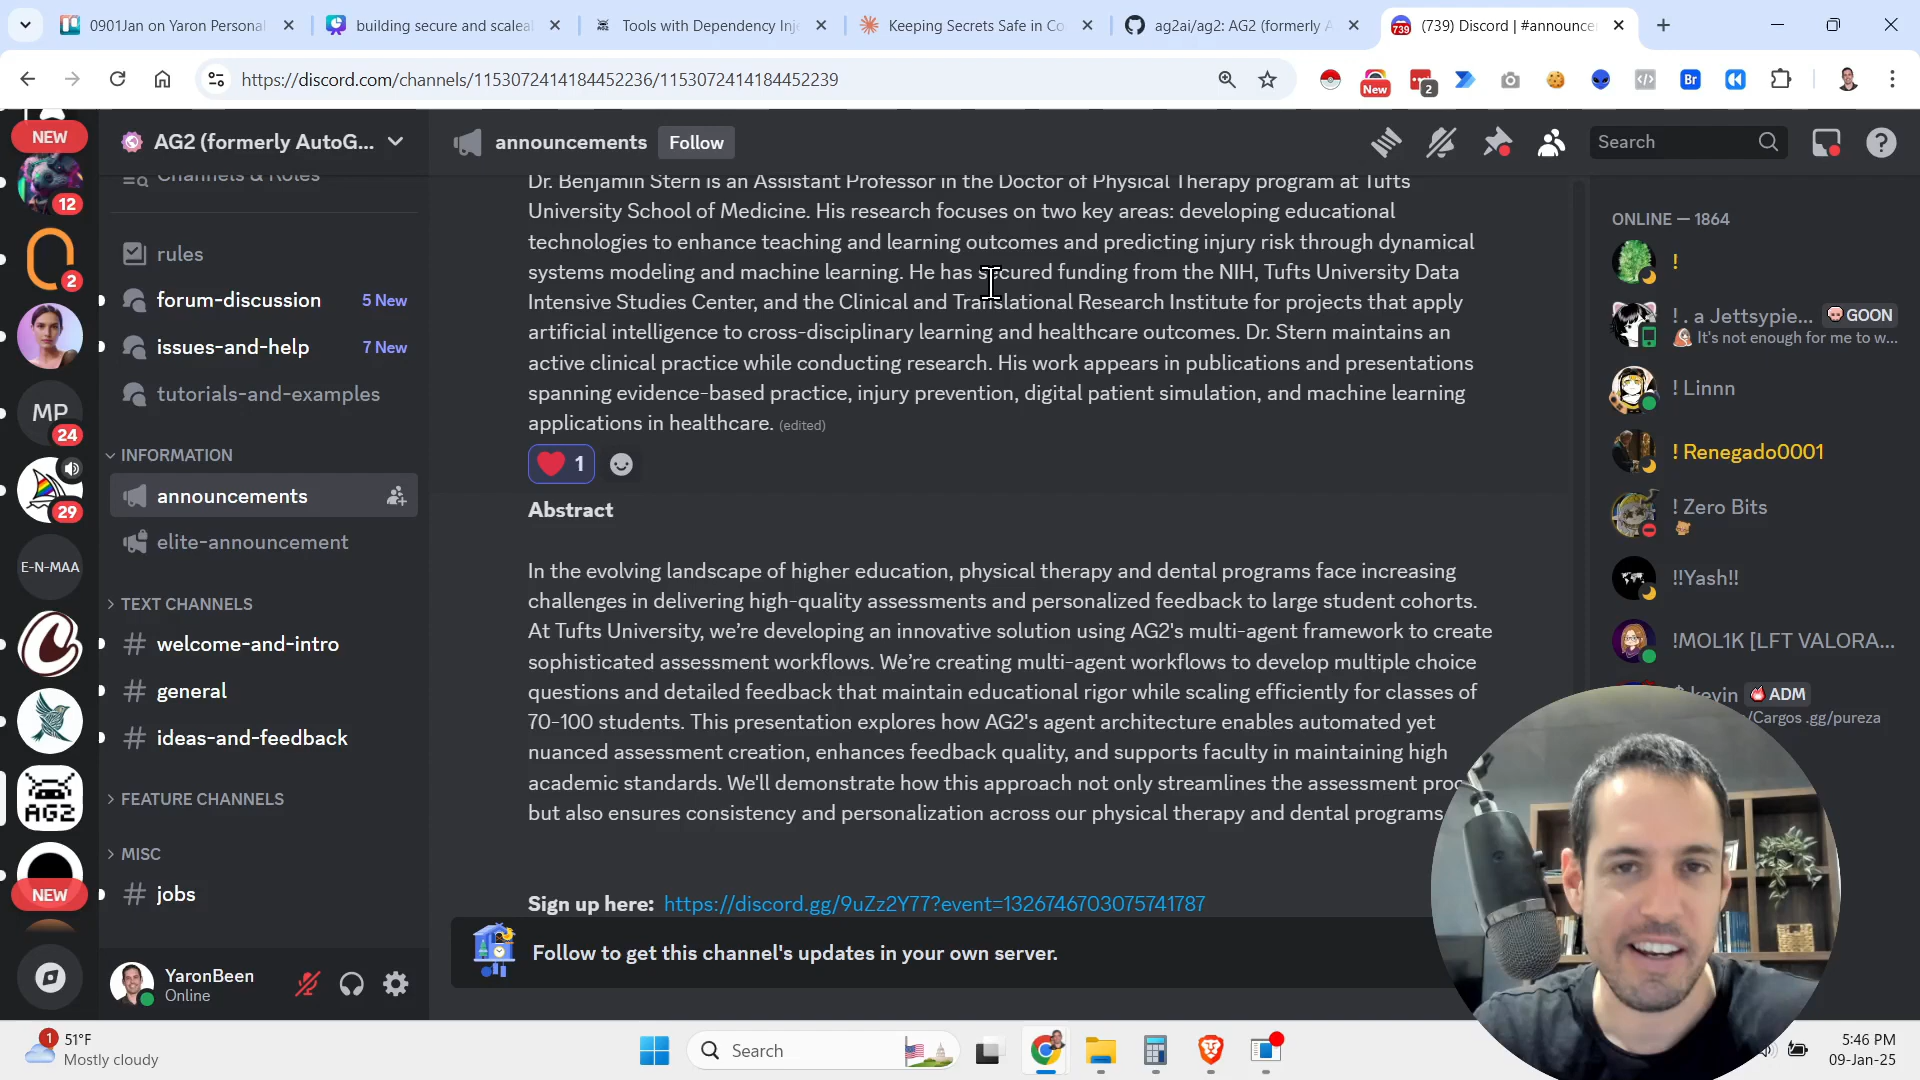 0901Jan on Yaron Personal
building secure and scaleal
Tools with Dependency Inj
Keeping Secrets Safe in Co
ag2ai/ag2: AG2 (formerly A
739
(739) Discord | #announce
https://discord.com/channels/1153072414184452236/1153072414184452239
New
2
Br
NEW
12
2
MP
24
29
E-N-MAA
AG2
NEW
AG2 (formerly AutoG...
Channels & Roles
rules
forum-discussion 5 New
issues-and-help 7 New
tutorials-and-examples
INFORMATION
announcements
elite-announcement
TEXT CHANNELS
welcome-and-intro
general
ideas-and-feedback
FEATURE CHANNELS
MISC
jobs
YaronBeen
Online
announcements Follow
Search
Dr. Benjamin Stern is an Assistant Professor in the Doctor of Physical Therapy program at Tufts
University School of Medicine. His research focuses on two key areas: developing educational
technologies to enhance teaching and learning outcomes and predicting injury risk through dynamical
systems modeling and machine learning. He has secured funding from the NIH, Tufts University Data
Intensive Studies Center, and the Clinical and Translational Research Institute for projects that apply
artificial intelligence to cross-disciplinary learning and healthcare outcomes. Dr. Stern maintains an
active clinical practice while conducting research. His work appears in publications and presentations
spanning evidence-based practice, injury prevention, digital patient simulation, and machine learning
applications in healthcare. (edited)
1
Abstract
In the evolving landscape of higher education, physical therapy and dental programs face increasing
challenges in delivering high-quality assessments and personalized feedback to large student cohorts.
At Tufts University, we’re developing an innovative solution using AG2's multi-agent framework to create
sophisticated assessment workflows. We’re creating multi-agent workflows to develop multiple choice
questions and detailed feedback that maintain educational rigor while scaling efficiently for classes of
70-100 students. This presentation explores how AG2's agent architecture enables automated yet
nuanced assessment creation, enhances feedback quality, and supports faculty in maintaining high
academic standards. We'll demonstrate how this approach not only streamlines the assessment proc
but also ensures consistency and personalization across our physical therapy and dental programs
Sign up here: https://discord.gg/9uZz2Y77?event=1326746703075741787
Follow to get this channel's updates in your own server.
ONLINE — 1864
!
! . a Jettsypie... GOON
It's not enough for me to w...
! Linnn
! Renegado0001
! Zero Bits
!!Yash!!
!MOL1K [LFT VALORA...
kevin ADM
/Cargos .gg/pureza
1
51°F
Mostly cloudy
Search
5:46 PM
09-Jan-25